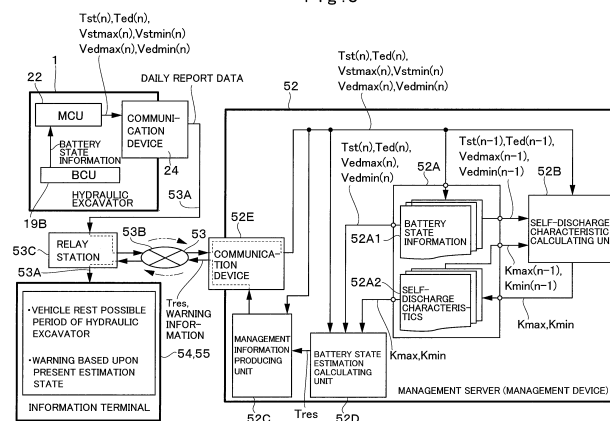 Tst(n),Ted(n),
Vstmax(n),Vstmin(n)
Vedmax(n),Vedmin(n)
1
22
DAILY REPORT DATA
MCU
COMMUNI-
CATION
DEVICE
BATTERY
STATE
INFORMATION
BCU
24
HYDRAULIC
EXCAVATOR
53A
19B
53C
RELAY
STATION
53B
53
53A
52E
COMMUNICA-
TION
DEVICE
Tres,
WARNING
INFOR-
MATION
・VEHICLE REST POSSIBLE
PERIOD OF HYDRAULIC
EXCAVATOR
・WARNING BASED UPON
PRESENT ESTIMATION
STATE
54,55
INFORMATION TERMINAL
Tst(n),Ted(n),
Vstmax(n),Vstmin(n)
Vedmax(n),Vedmin(n)
52
Tst(n),Ted(n),
Vedmax(n),
Vedmin(n)
52A
Tst(n-1),Ted(n-1),
Vedmax(n-1),
Vedmin(n-1)
52B
52A1
BATTERY
STATE
INFORMATION
SELF-DISCHARGE
CHARACTERISTIC
CALCULATING UNIT
52A2
SELF-
DISCHARGE
CHARACTERIS-
TICS
Kmax(n-1),
Kmin(n-1)
Kmax,Kmin
Kmax,Kmin
MANAGEMENT
INFORMATION
PRODUCING
UNIT
BATTERY STATE
ESTIMATION
CALCULATING
UNIT
MANAGEMENT SERVER (MANAGEMENT DEVICE)
52C
Tres
52D